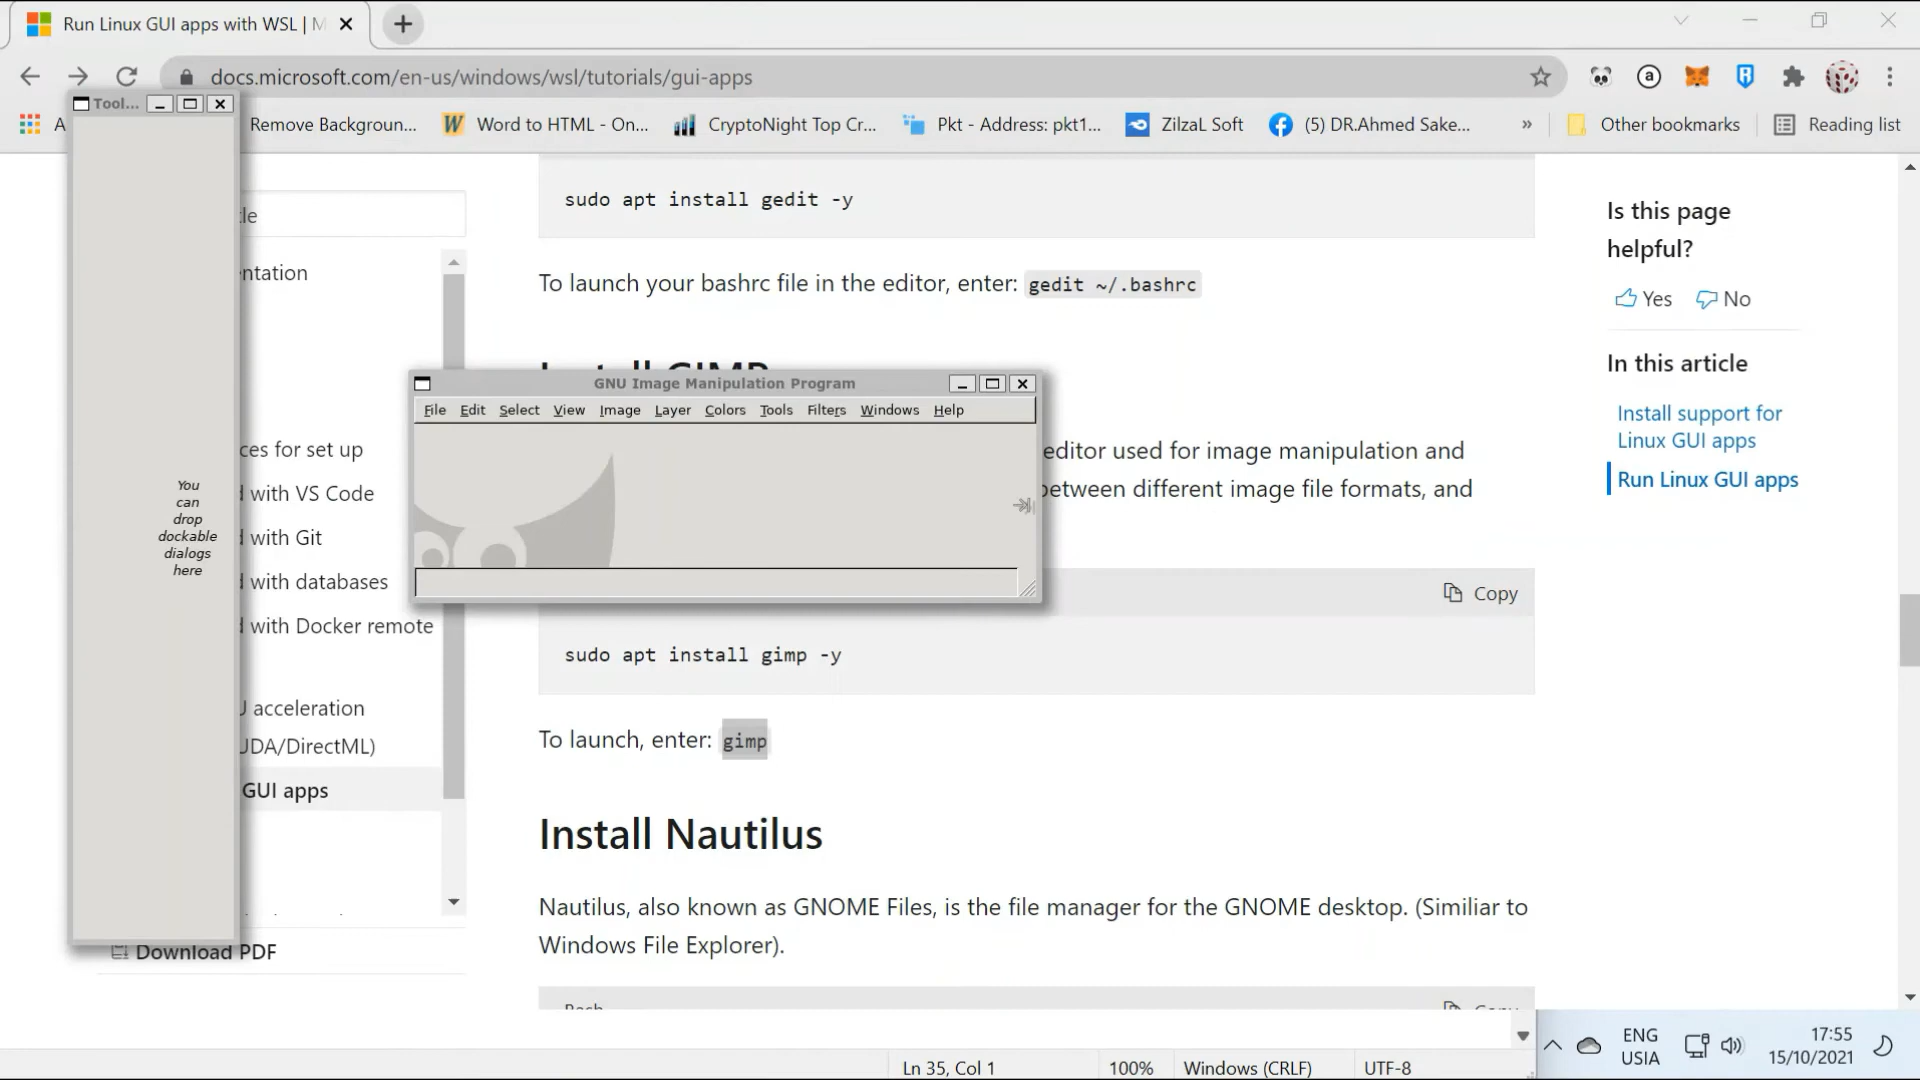 Run Linux GUI apps with WSL | M
docs.microsoft.com/en-us/windows/wsl/tutorials/gui-apps
Tool...
A
Remove Backgroun...
Word to HTML - On...
CryptoNight Top Cr...
Pkt - Address: pkt1...
ZilzaL Soft
(5) DR.Ahmed Sake...
»
Other bookmarks
Reading list
You
can
drop
dockable
dialogs
here
le
ntation
ces for set up
d with VS Code
d with Git
d with databases
d with Docker remote
U acceleration
UDA/DirectML)
GUI apps
Download PDF
sudo apt install gedit -y
To launch your bashrc file in the editor, enter: gedit ~/.bashrc
Install GIMP
GNU Image Manipulation Program
File Edit Select View Image Layer Colors Tools Filters Windows Help
editor used for image manipulation and
between different image file formats, and
Copy
sudo apt install gimp -y
To launch, enter: gimp
Install Nautilus
Nautilus, also known as GNOME Files, is the file manager for the GNOME desktop. (Similiar to
Windows File Explorer).
Bash
Copy
Is this page
helpful?
Yes No
In this article
Install support for
Linux GUI apps
Run Linux GUI apps
Ln 35, Col 1
100%
Windows (CRLF)
UTF-8
ENG
USIA
17:55
15/10/2021